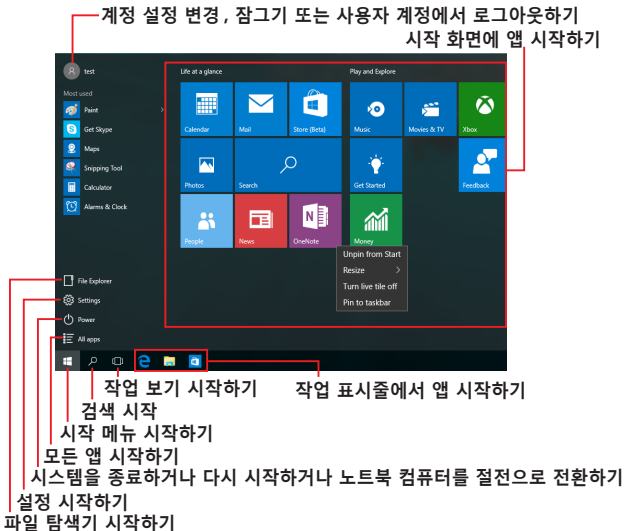 계정 설정 변경, 잠그기 또는 사용자 계정에서 로그아웃하기
시작 화면에 앱 시작하기
test
Life at a glance
Play and Explore
Most used
Paint
Get Skype
Maps
Snipping Tool
Calculator
Alarms & Clock
Calendar
Mail
Store (Beta)
Music
Movies & TV
Xbox
Photos
Search
Get Started
Feedback
People
News
OneNote
Money
Unpin from Start
Resize
Turn live tile off
Pin to taskbar
File Explorer
Settings
Power
All apps
작업 보기 시작하기
작업 표시줄에서 앱 시작하기
검색 시작
시작 메뉴 시작하기
모든 앱 시작하기
시스템을 종료하거나 다시 시작하거나 노트북 컴퓨터를 절전으로 전환하기
설정 시작하기
파일 탐색기 시작하기